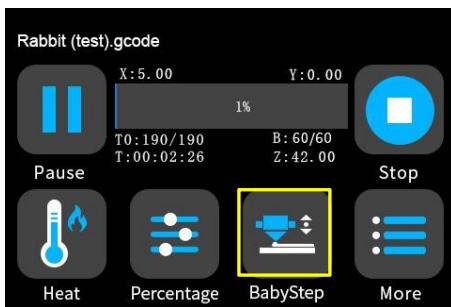 Rabbit (test).gcode
X:5.00 Y:0.00
1%
T0:190/190 B:60/60
T:00:02:26 Z:42.00
Pause Stop
Heat Percentage BabyStep More